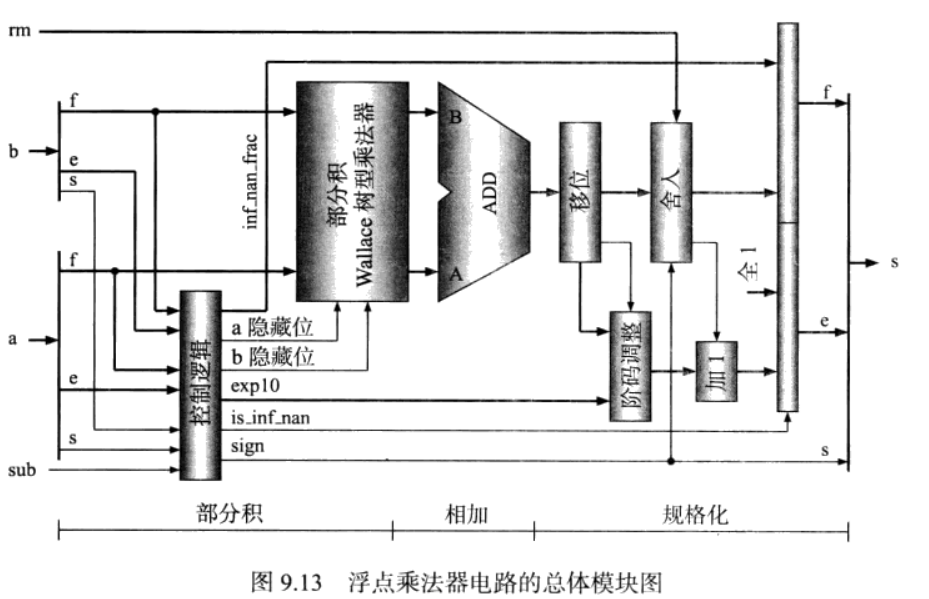 rm
f
b
e
s
inf_nan_frac
部分积
Wallace 树型乘法器
B
A
ADD
移位
舍入
全 1
f
e
s
s
f
a
e
s
sub
控制逻辑
a 隐藏位
b 隐藏位
exp10
is_inf_nan
sign
阶码调整
加 1
部分积
相加
规格化
图 9.13 浮点乘法器电路的总体模块图